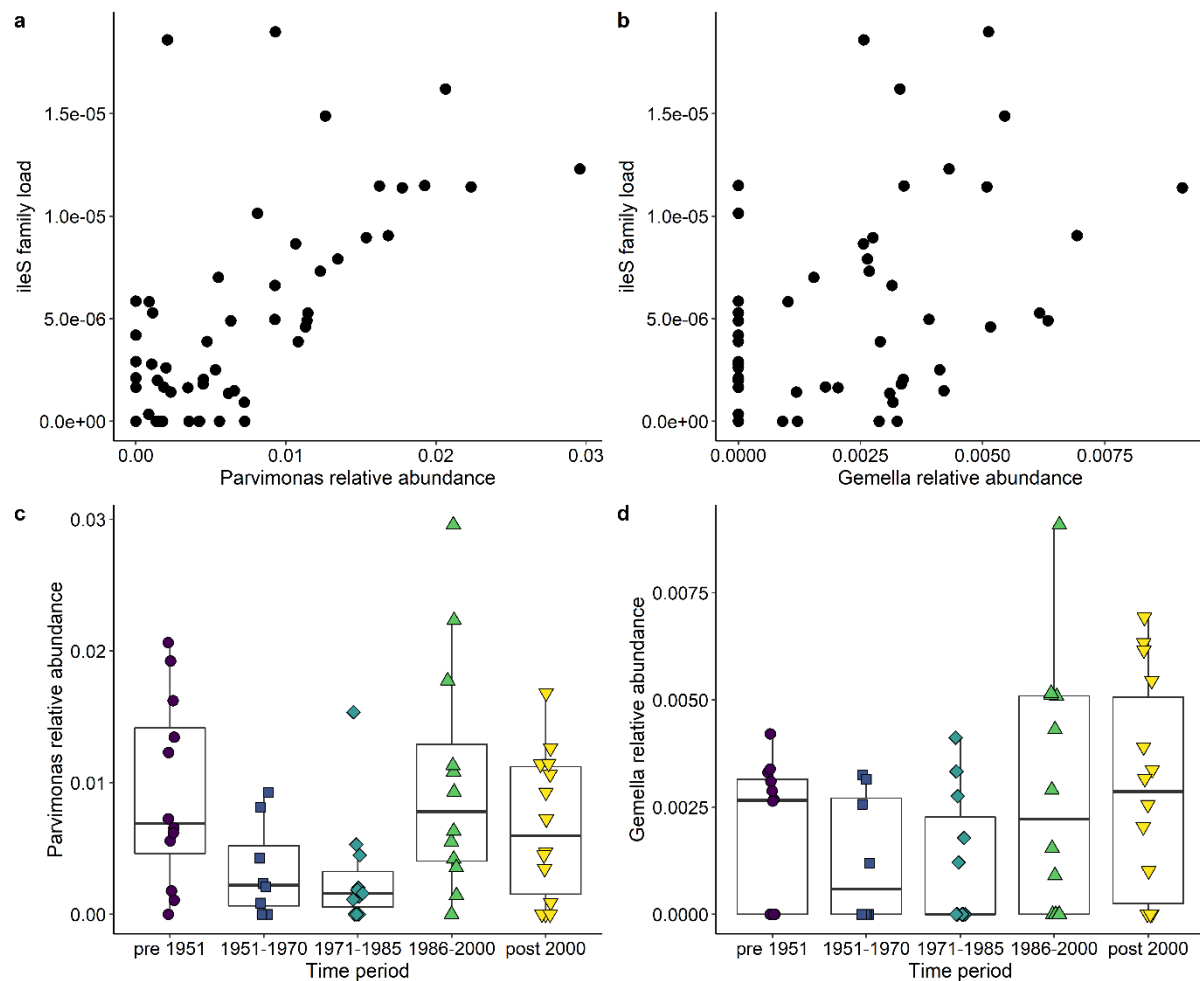 a
ileS family load
1.5e-05
1.0e-05
5.0e-06
0.0e+00
0.00
0.01
0.02
0.03
Parvimonas relative abundance
b
ileS family load
1.5e-05
1.0e-05
5.0e-06
0.0e+00
0.0000
0.0025
0.0050
0.0075
Gemella relative abundance
c
Parvimonas relative abundance
0.03
0.02
0.01
0.00
pre 1951
1951-1970
1971-1985
1986-2000
post 2000
Time period
d
Gemella relative abundance
0.0075
0.0050
0.0025
0.0000
pre 1951
1951-1970
1971-1985
1986-2000
post 2000
Time period